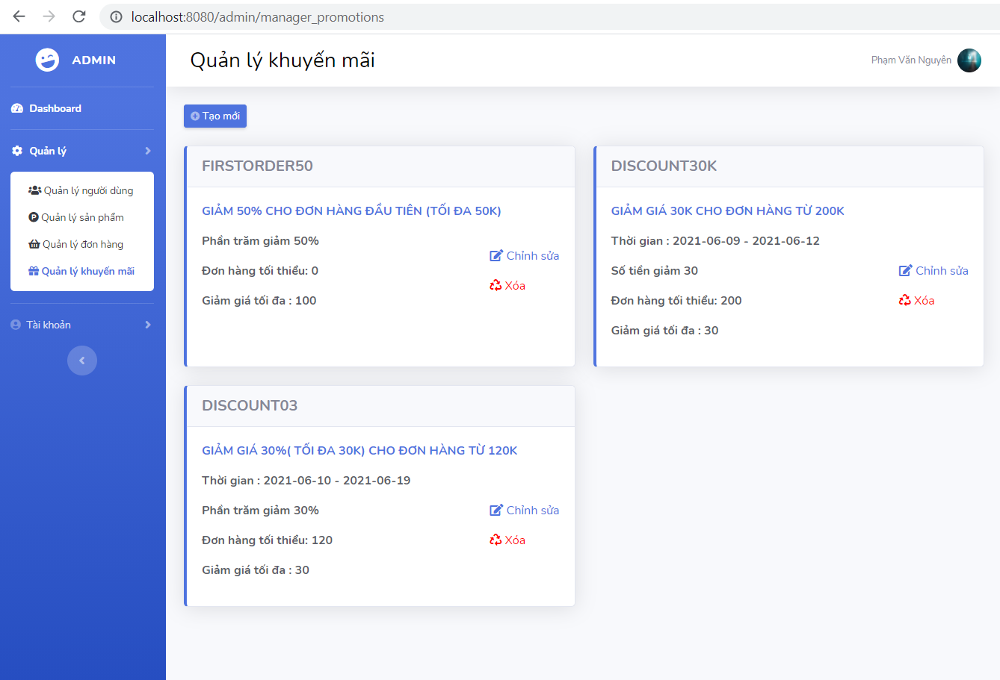 localhost:8080/admin/manager_promotions
ADMIN
Dashboard
Quản lý
Quản lý người dùng
Quản lý sản phẩm
Quản lý đơn hàng
Quản lý khuyến mãi
Tài khoản
Quản lý khuyến mãi
Phạm Văn Nguyên
Tạo mới
FIRSTORDER50
GIẢM 50% CHO ĐƠN HÀNG ĐẦU TIÊN (TỐI ĐA 50K)
Phần trăm giảm 50%
Đơn hàng tối thiểu: 0
Giảm giá tối đa : 100
Chỉnh sửa
Xóa
DISCOUNT30K
GIẢM GIÁ 30K CHO ĐƠN HÀNG TỪ 200K
Thời gian : 2021-06-09 - 2021-06-12
Số tiền giảm 30
Đơn hàng tối thiểu: 200
Giảm giá tối đa : 30
Chỉnh sửa
Xóa
DISCOUNT03
GIẢM GIÁ 30%( TỐI ĐA 30K) CHO ĐƠN HÀNG TỪ 120K
Thời gian : 2021-06-10 - 2021-06-19
Phần trăm giảm 30%
Đơn hàng tối thiểu: 120
Giảm giá tối đa : 30
Chỉnh sửa
Xóa